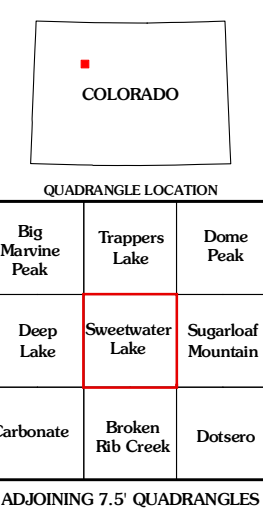 COLORADO
QUADRANGLE LOCATION
Big
Marvine
Peak
Trappers
Lake
Dome
Peak
Deep
Lake
Sweetwater
Lake
Sugarloaf
Mountain
Carbonate
Broken
Rib Creek
Dotsero
ADJOINING 7.5' QUADRANGLES